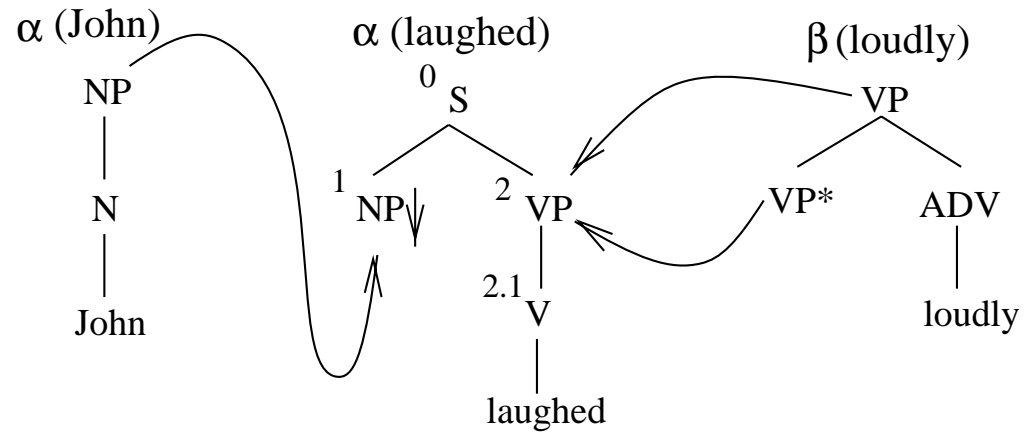 α (John)
α (laughed)
β (loudly)
NP
0
S
VP
N
1
NP
2
VP
VP*
ADV
John
2.1
V
loudly
laughed